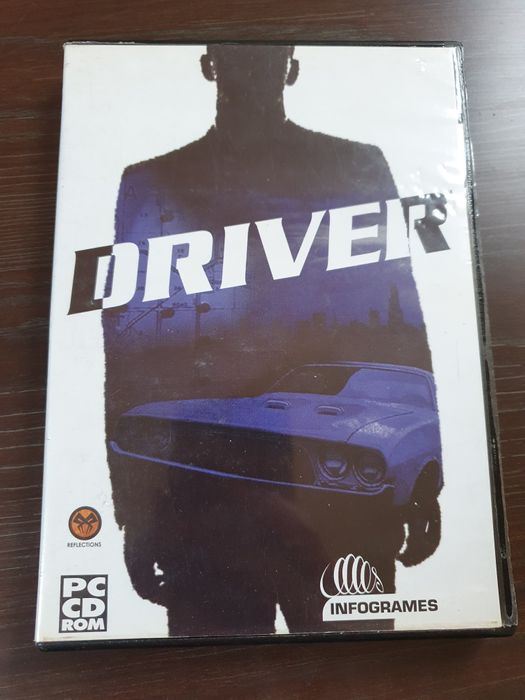 DRIVER
REFLECTIONS
PC
CD
ROM
INFOGRAMES